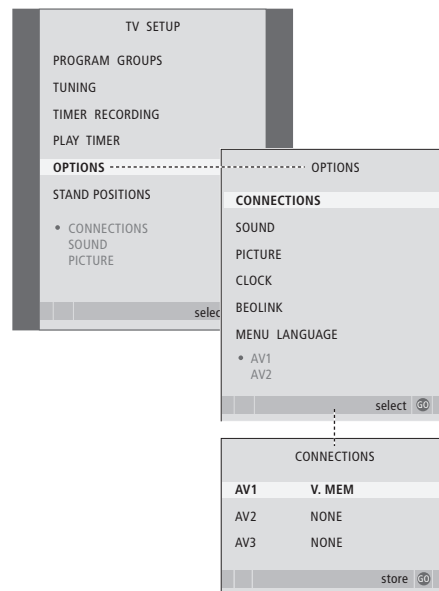 TV SETUP
PROGRAM GROUPS
TUNING
TIMER RECORDING
PLAY TIMER
OPTIONS
STAND POSITIONS
• CONNECTIONS
SOUND
PICTURE
selec
OPTIONS
CONNECTIONS
SOUND
PICTURE
CLOCK
BEOLINK
MENU LANGUAGE
• AV1
AV2
select GO
CONNECTIONS
AV1 V. MEM
AV2 NONE
AV3 NONE
store GO